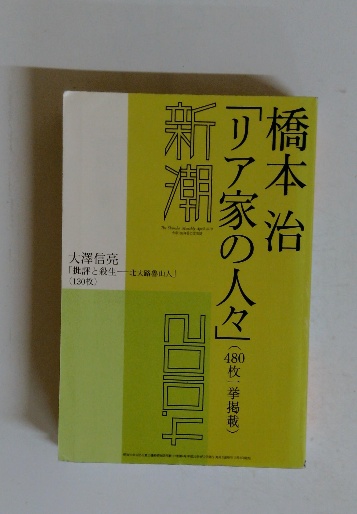 橋本 治
「リア家の人々」
（480枚一挙掲載）
新潮
2010.4
大澤信亮
「批評と殺生――北大路魯山人」
（130枚）